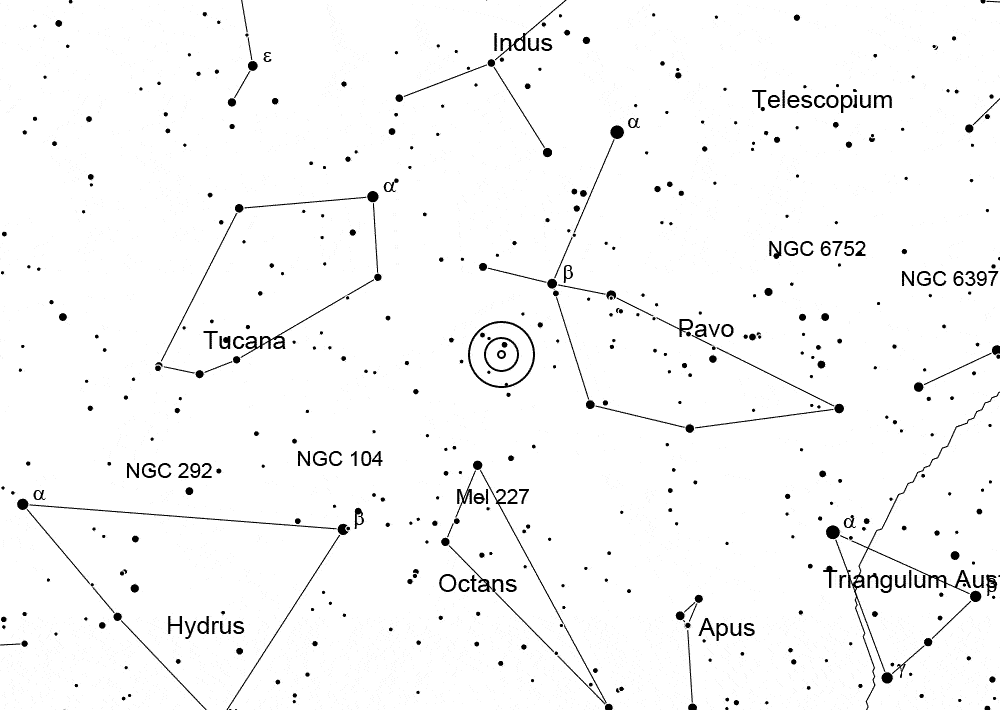 ε
Indus
Telescopium
α
α
NGC 6752
β
NGC 6397
Pavo
Tucana
NGC 104
NGC 292
α
Mel 227
β
α
Octans
Triangulum Aus
β
Hydrus
Apus
γ